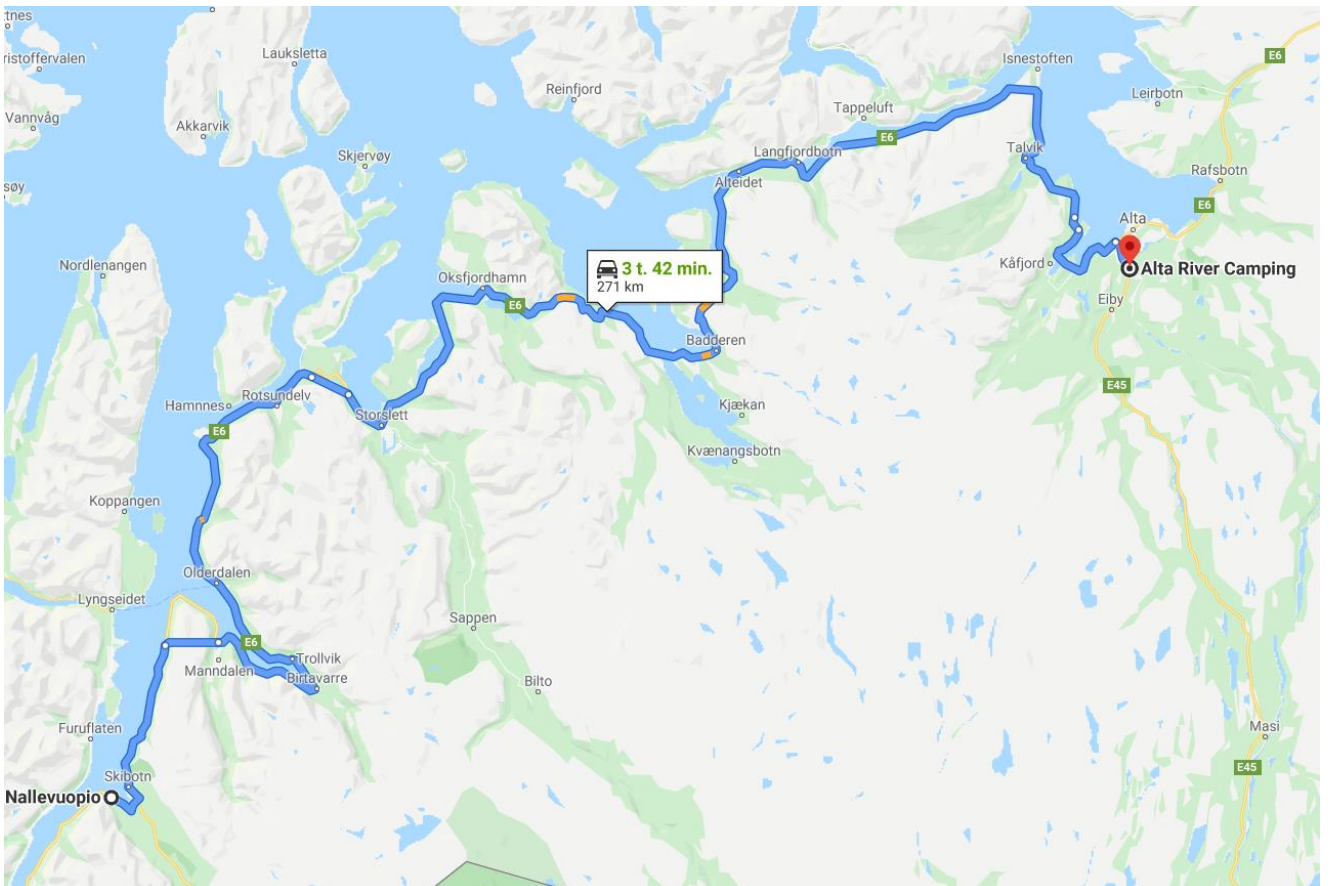 tnes
ristoffervalen
Lauksletta
Isnestoften
E6
Reinfjord
Leirbotn
Tappeluft
Vannvåg
Akkarvik
E6
Skjervøy
Langfjordbotn
Talvik
Alteidet
Rafsbotn
søy
E6
Alta
Nordlenangen
Oksfjordhamn
3 t. 42 min.
271 km
Kåfjord
Alta River Camping
E6
Eiby
Badderen
E45
Hamnnes
Rotsundelv
Storslett
Kjækan
E6
Kvænangsbotn
Koppangen
Olderdalen
Lyngseidet
Sappen
E6
Trollvik
Manndalen
Birtavarre
Bilto
Furuflaten
Masi
E45
Skibotn
Nallevuopio